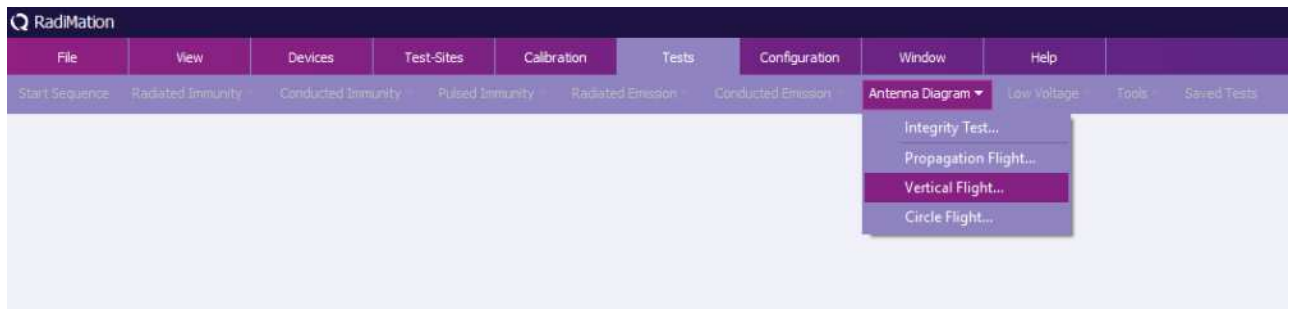 RadiMation
File View Devices Test-Sites Calibration Tests Configuration Window Help
Start Sequence Radiated Immunity Conducted Immunity Pulsed Immunity Radiated Emission Conducted Emission Antenna Diagram Low Voltage Tools Saved Tests
Integrity Test...
Propagation Flight...
Vertical Flight...
Circle Flight...